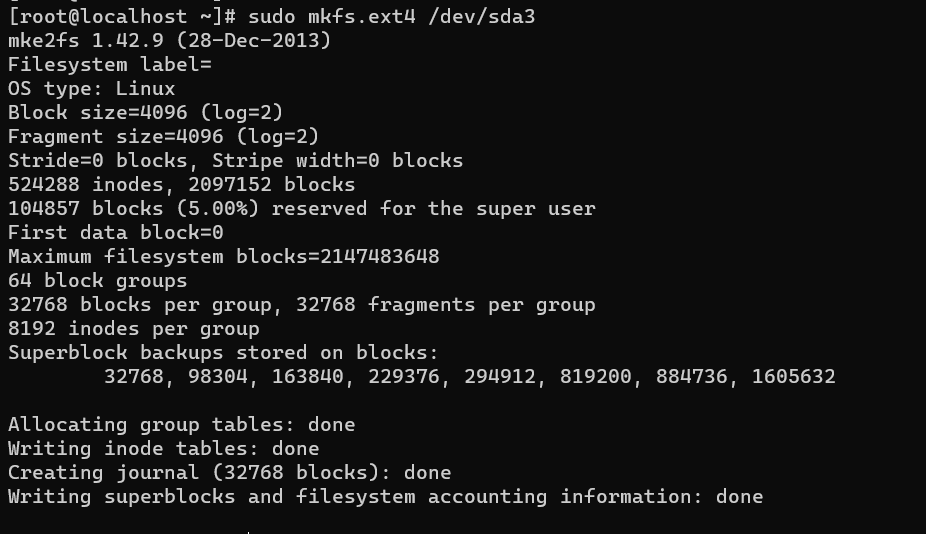 [root@localhost ~]# sudo mkfs.ext4 /dev/sda3
mke2fs 1.42.9 (28-Dec-2013)
Filesystem label=
OS type: Linux
Block size=4096 (log=2)
Fragment size=4096 (log=2)
Stride=0 blocks, Stripe width=0 blocks
524288 inodes, 2097152 blocks
104857 blocks (5.00%) reserved for the super user
First data block=0
Maximum filesystem blocks=2147483648
64 block groups
32768 blocks per group, 32768 fragments per group
8192 inodes per group
Superblock backups stored on blocks:
32768, 98304, 163840, 229376, 294912, 819200, 884736, 1605632
Allocating group tables: done
Writing inode tables: done
Creating journal (32768 blocks): done
Writing superblocks and filesystem accounting information: done